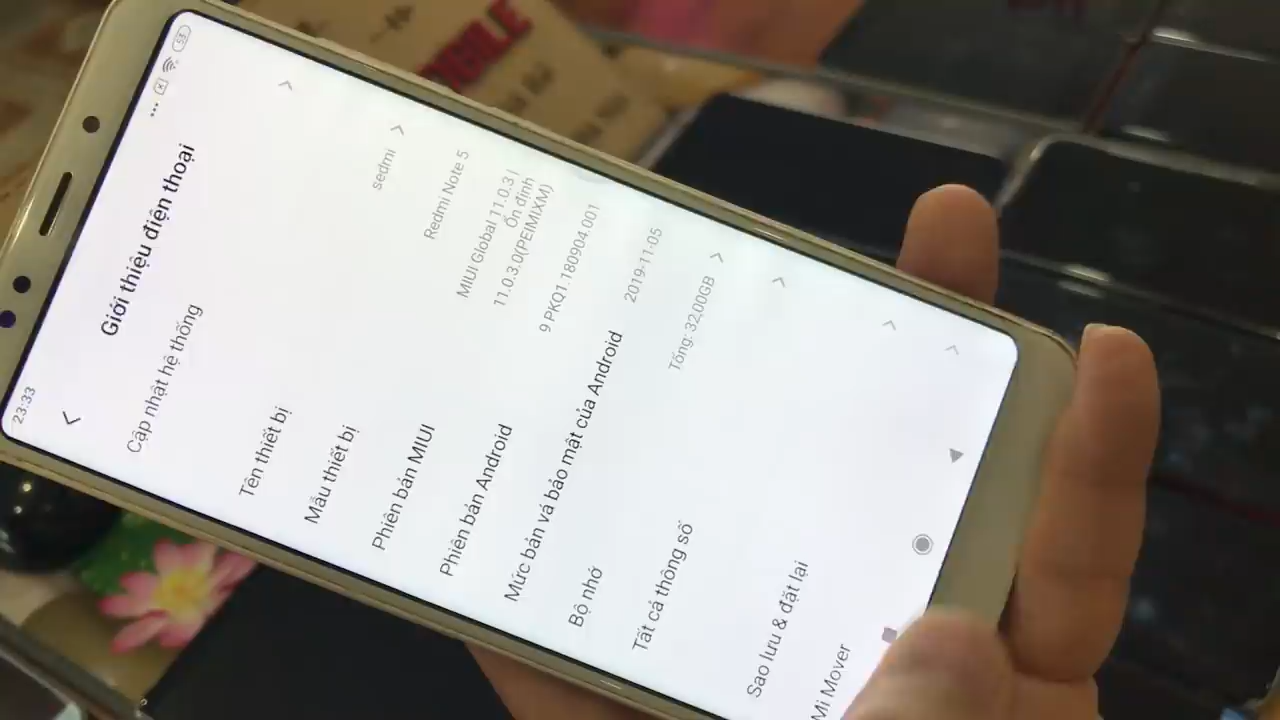 23:33
53
Giới thiệu điện thoại
Cập nhật hệ thống
Tên thiết bị
sedmi
Mẫu thiết bị
Redmi Note 5
Phiên bản MIUI
MIUI Global 11.0.3 |
Ổn định
11.0.3.0(PEIMIXM)
Phiên bản Android
9 PKQ1.180904.001
Mức bản vá bảo mật của Android
2019-11-05
Bộ nhớ
Tổng: 32,00GB
Tất cả thông số
Sao lưu & đặt lại
Mi Mover